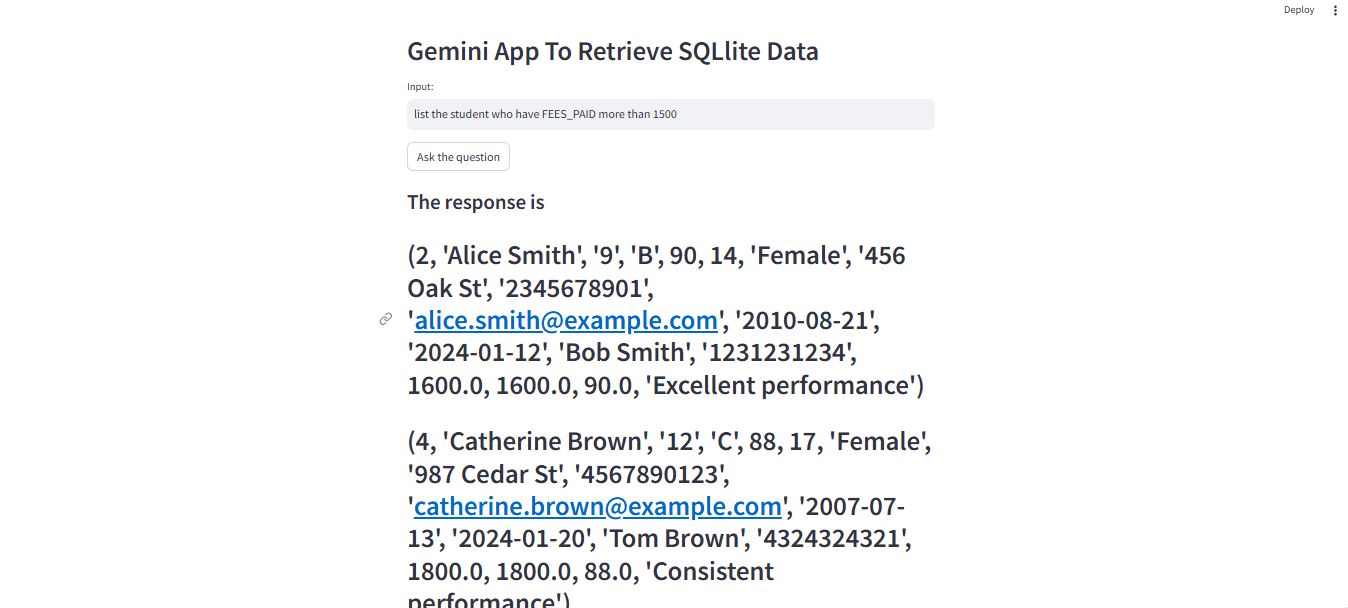 Deploy
Gemini App To Retrieve SQLlite Data
Input:
list the student who have FEES_PAID more than 1500
Ask the question
The response is
(2, 'Alice Smith', '9', 'B', 90, 14, 'Female', '456
Oak St', '2345678901',
'alice.smith@example.com', '2010-08-21',
'2024-01-12', 'Bob Smith', '1231231234',
1600.0, 1600.0, 90.0, 'Excellent performance')
(4, 'Catherine Brown', '12', 'C', 88, 17, 'Female',
'987 Cedar St', '4567890123',
'catherine.brown@example.com', '2007-07-
13', '2024-01-20', 'Tom Brown', '4324324321',
1800.0, 1800.0, 88.0, 'Consistent
performance')